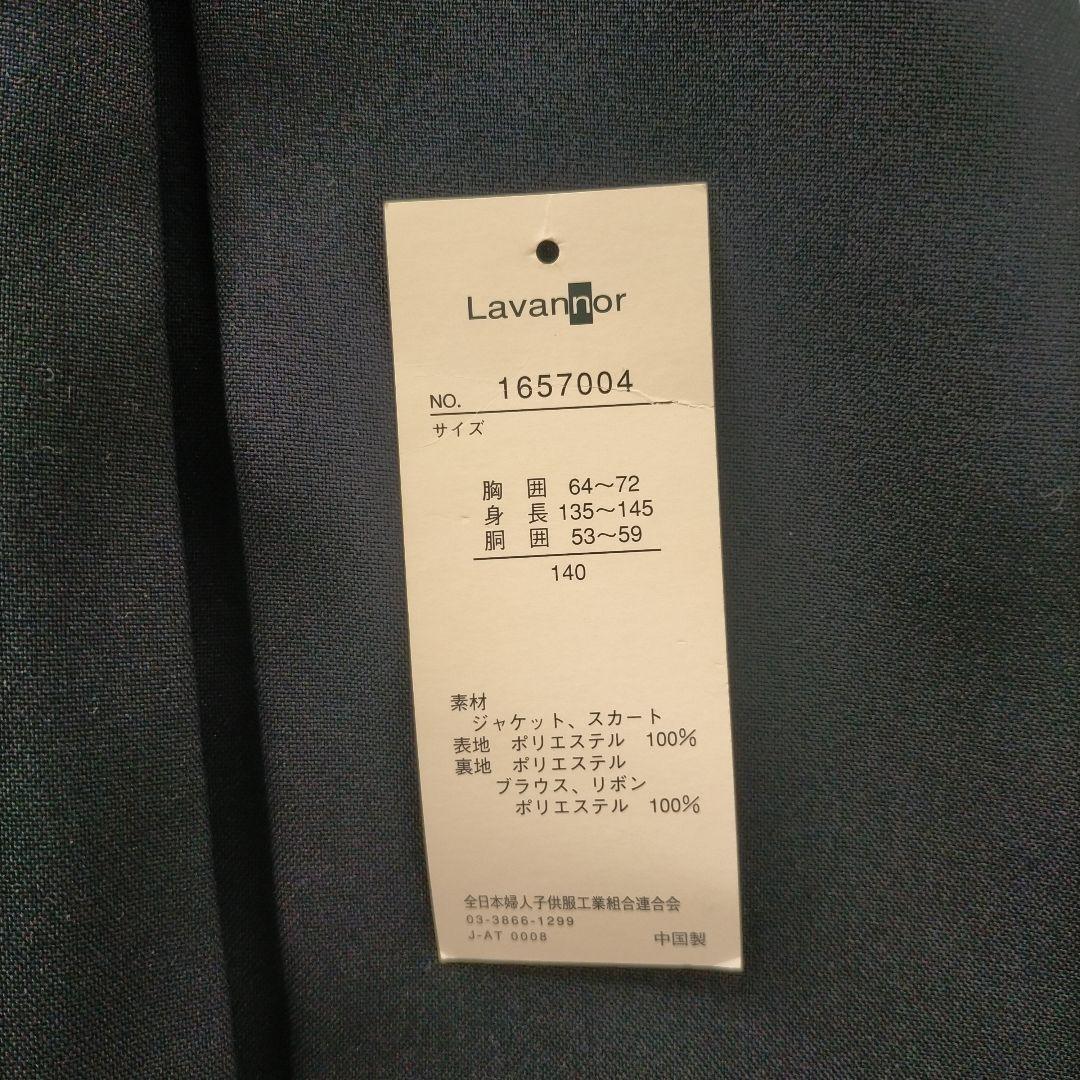 Lavannor
NO. 1657004
サイズ
胸 囲 64〜72
身 長 135〜145
胴 囲 53〜59
140
素材
ジャケット、スカート
表地 ポリエステル 100%
裏地 ポリエステル
ブラウス、リボン
ポリエステル 100%
全日本婦人子供服工業組合連合会
03-3866-1299
J-AT 0008 中国製